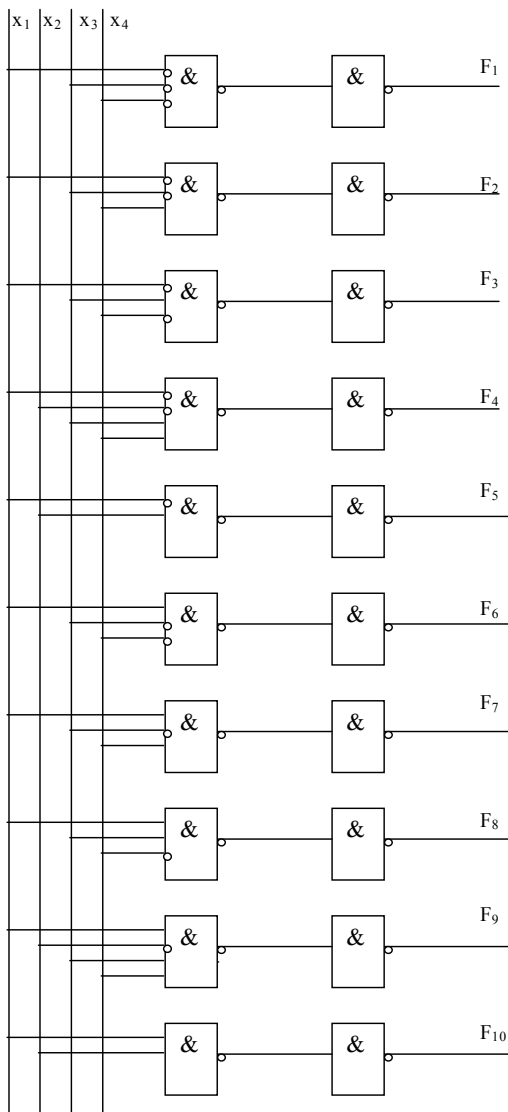 x₁ x₂ x₃ x₄
& & F₁
& & F₂
& & F₃
& & F₄
& & F₅
& & F₆
& & F₇
& & F₈
& & F₉
& & F₁₀